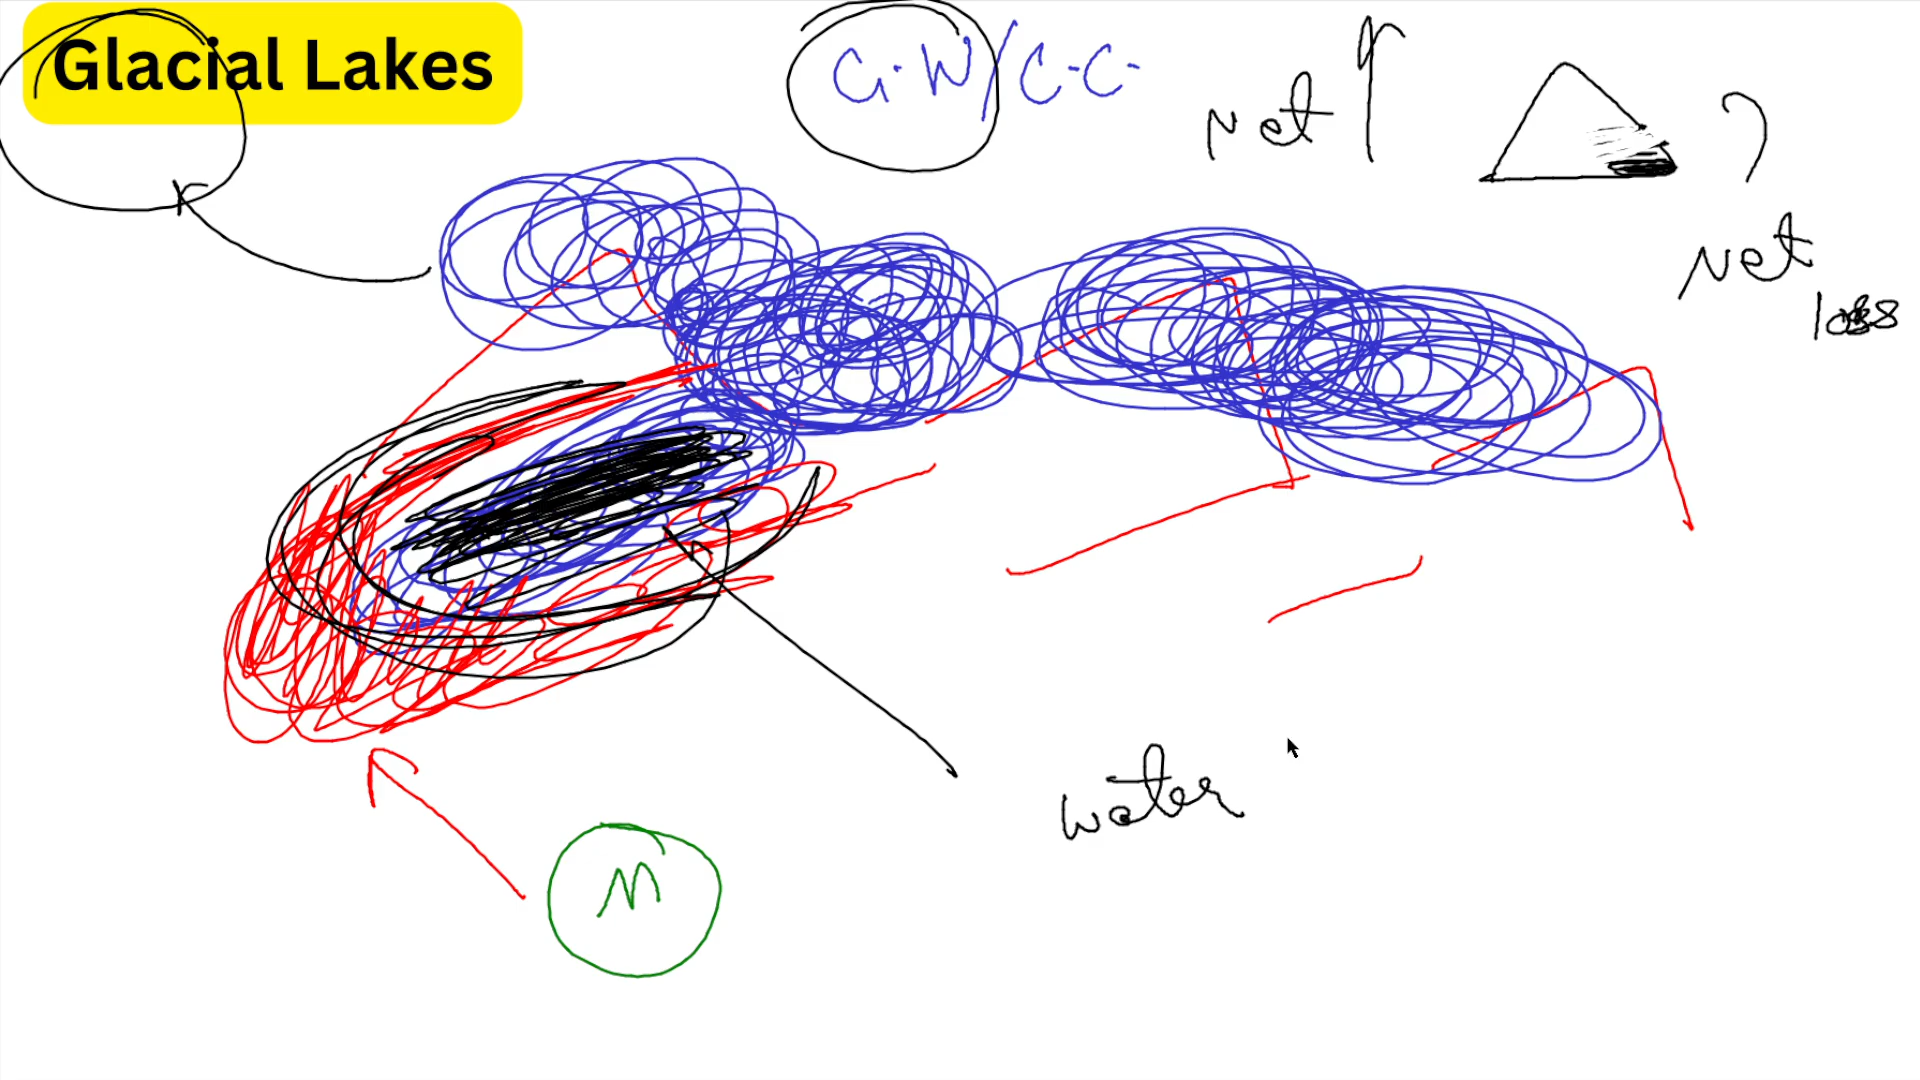 Glacial Lakes
G.W/C-C-
Net
Net
loss
water
M